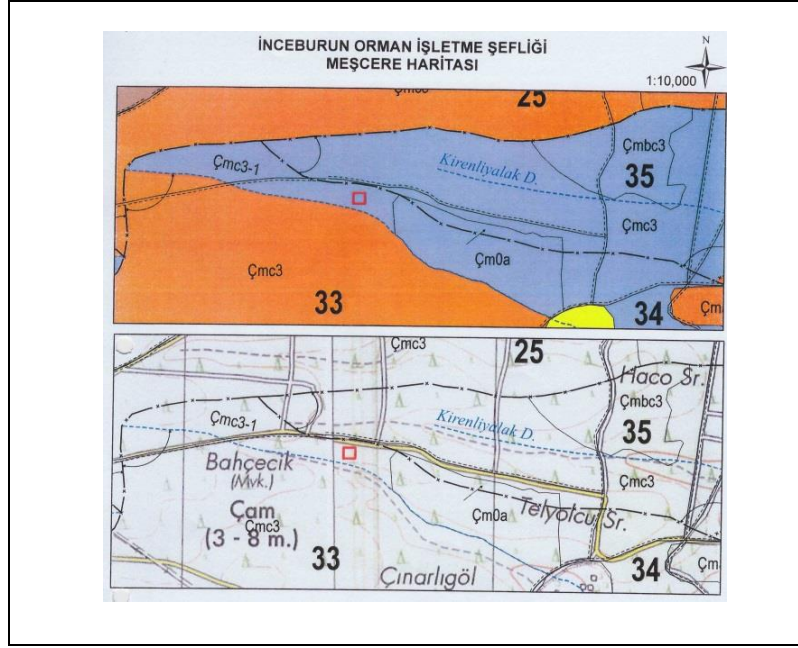 İNCEBURUN ORMAN İŞLETME ŞEFLİĞİ
MEŞCERE HARİTASI
N
1:10,000
25
Çmbc3
Çmc3-1
Kirenliyalak D.
35
Çmc3
Çmc3
Çm0a
33
34
Çm
Çmc3
25
Haco Sr.
Çmbc3
Çmc3-1
Kirenliyalak D.
35
Bahçecik
(Mvk.)
Çmc3
Çam
Çm0a
Telyolcu Sr.
Çmc3
(3 - 8 m.)
33
Çınarlıgöl
34
Çm